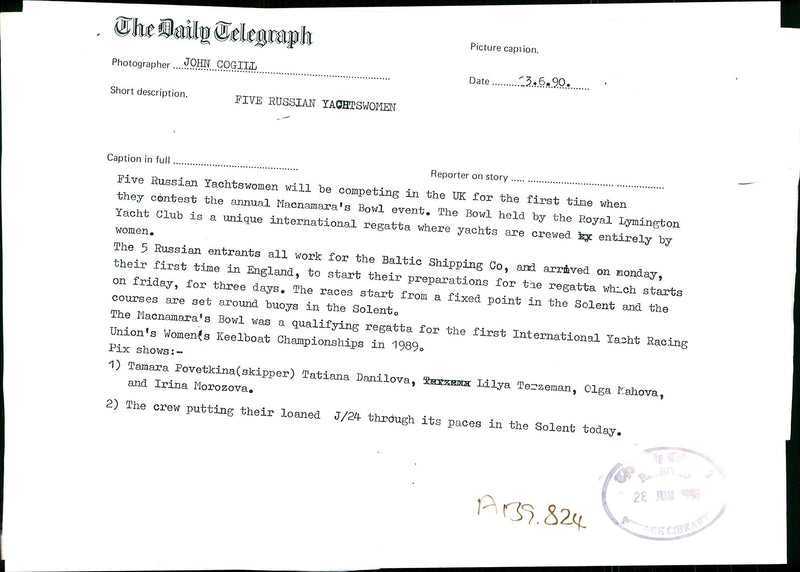 The Daily Telegraph
Picture caption.
Photographer ... JOHN COGILL
Date .......... 3.6.90.
Short description.
FIVE RUSSIAN YACHTSWOMEN
Caption in full
Reporter on story
Five Russian Yachtswomen will be competing in the UK for the first time when
they contest the annual Macnamara's Bowl event. The Bowl held by the Royal Lymington
Yacht Club is a unique international regatta where yachts are crewed entirely by
women.
The 5 Russian entrants all work for the Baltic Shipping Co, and arrived on monday,
their first time in England, to start their preparations for the regatta which starts
on friday, for three days. The races start from a fixed point in the Solent and the
courses are set around buoys in the Solent.
The Macnamara's Bowl was a qualifying regatta for the first International Yacht Racing
Union's Women's Keelboat Championships in 1989.
Pix shows:-
1) Tamara Povetkina(skipper) Tatiana Danilova, Lilya Terzeman, Olga Kahova,
and Irina Morozova.
2) The crew putting their loaned J/24 through its paces in the Solent today.
RECEIVED
28 JUN
LIBRARY
A139.824